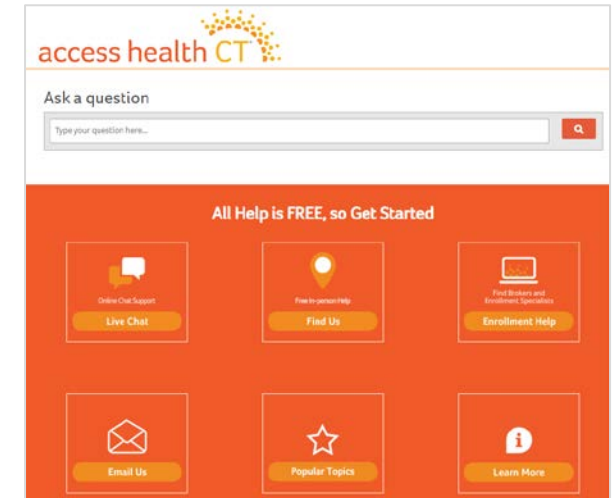 access health CT
Ask a question
Type your question here...
All Help is FREE, so Get Started
Online Chat Support
Live Chat
Free In-person Help
Find Us
Find Brokers and
Enrollment Specialists
Enrollment Help
Email Us
Popular Topics
i
Learn More